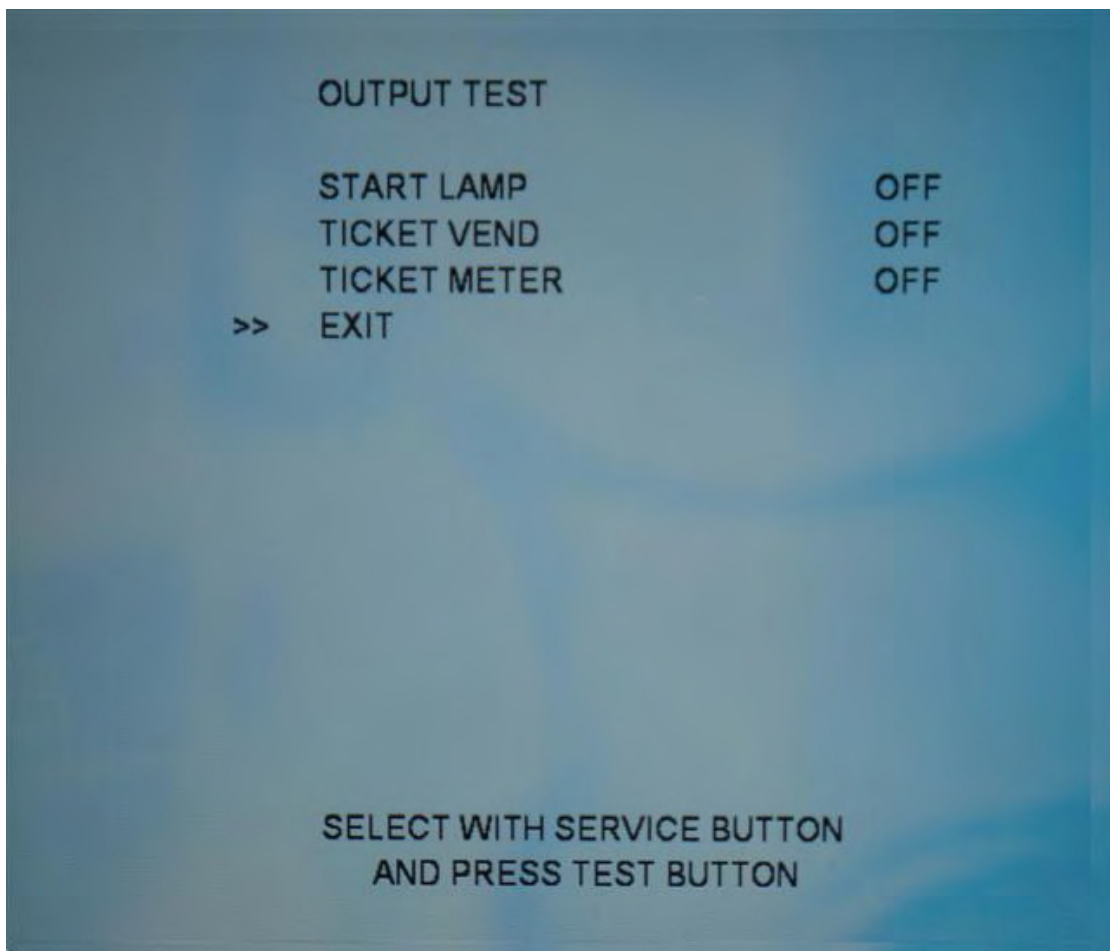 OUTPUT TEST
START LAMP OFF
TICKET VEND OFF
TICKET METER OFF
>> EXIT
SELECT WITH SERVICE BUTTON
AND PRESS TEST BUTTON